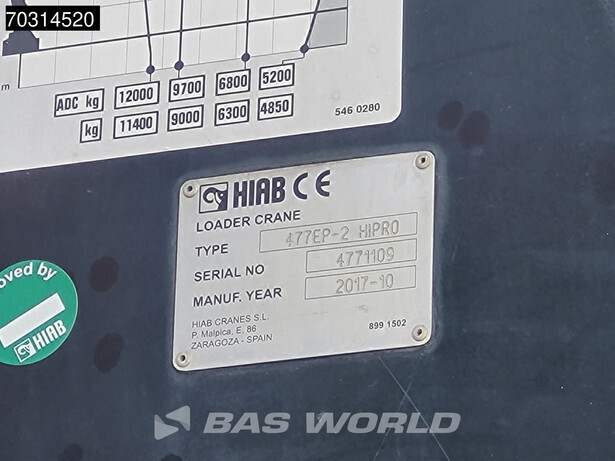 70314520
m
ADC kg 12000 9700 6800 5200
kg 11400 9000 6300 4850
546 0280
HIAB CE
LOADER CRANE
TYPE 477EP-2 HIPRO
SERIAL NO 4771109
MANUF. YEAR 2017-10
HIAB CRANES S.L.
P. Malpica, E, 86
ZARAGOZA - SPAIN
899 1502
oved by
HIAB
BAS WORLD